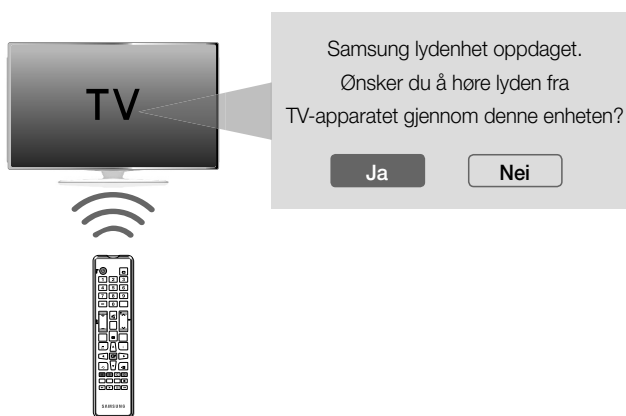 TV
Samsung lydenhet oppdaget.
Ønsker du å høre lyden fra
TV-apparatet gjennom denne enheten?
Ja
Nei
SAMSUNG